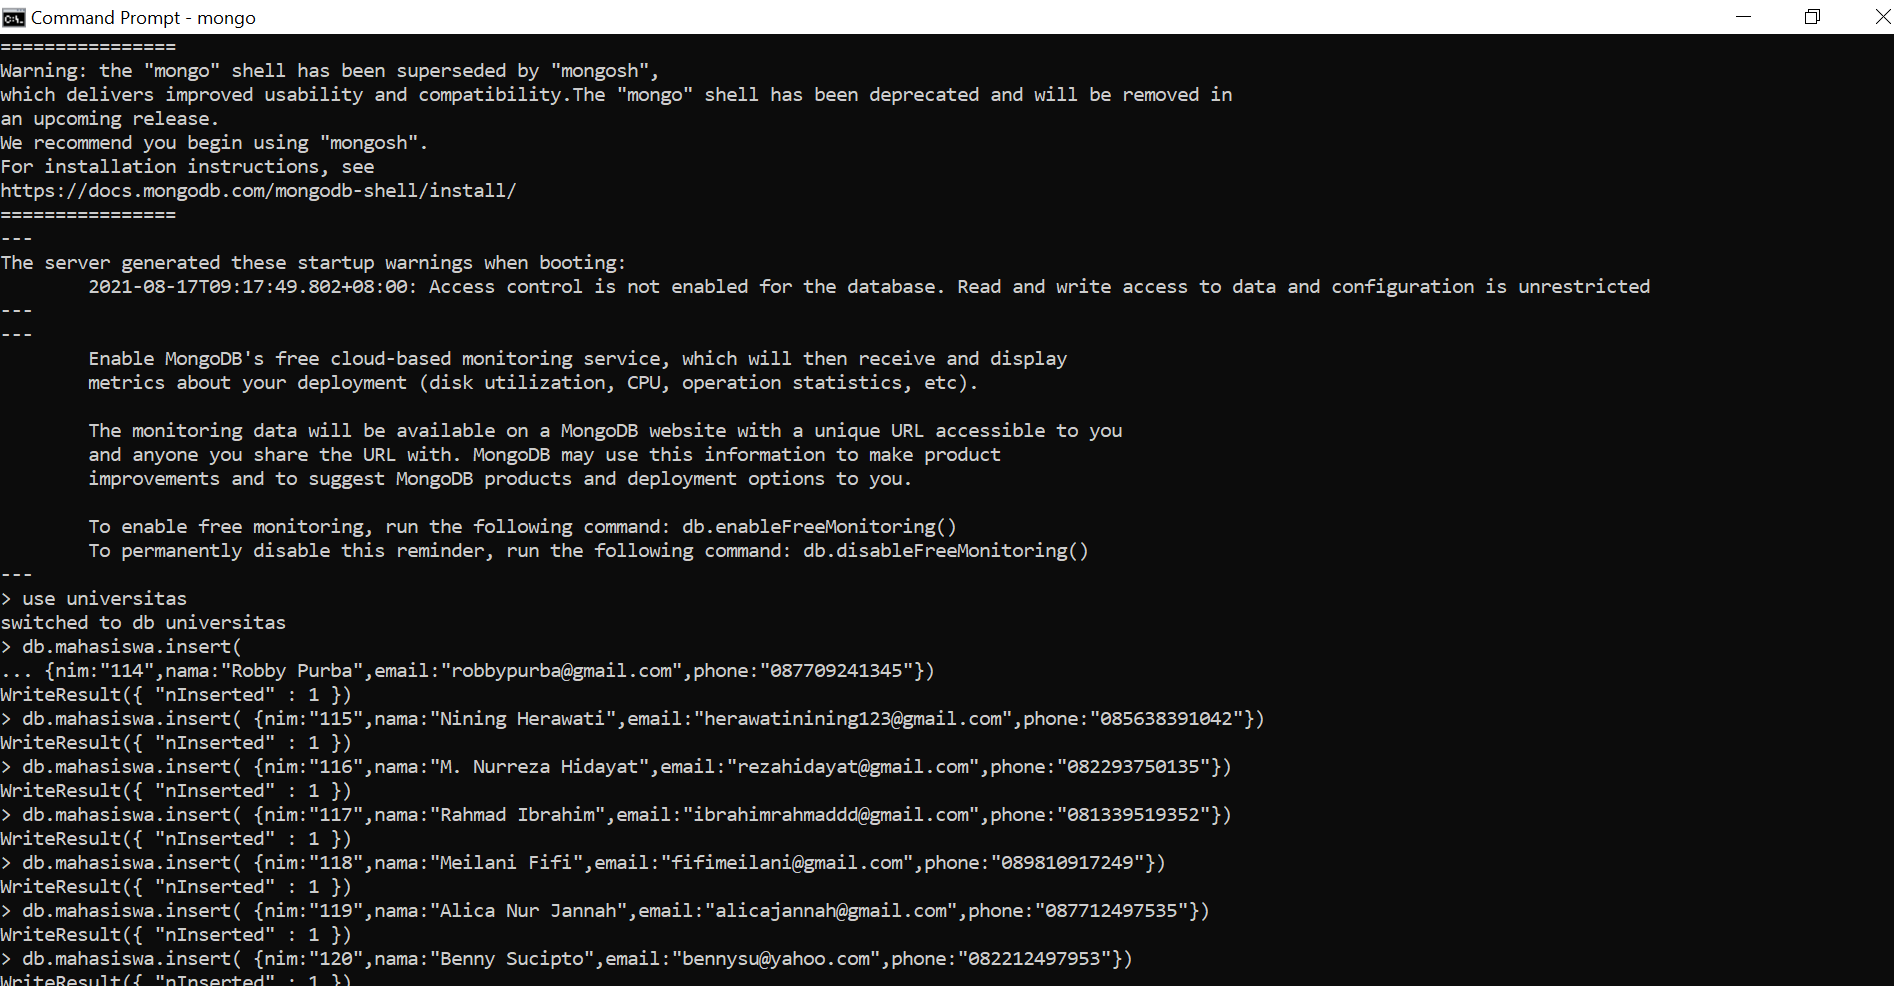 Command Prompt - mongo
================
Warning: the "mongo" shell has been superseded by "mongosh",
which delivers improved usability and compatibility.The "mongo" shell has been deprecated and will be removed in
an upcoming release.
We recommend you begin using "mongosh".
For installation instructions, see
https://docs.mongodb.com/mongodb-shell/install/
================
---
The server generated these startup warnings when booting:
        2021-08-17T09:17:49.802+08:00: Access control is not enabled for the database. Read and write access to data and configuration is unrestricted
---
---
        Enable MongoDB's free cloud-based monitoring service, which will then receive and display
        metrics about your deployment (disk utilization, CPU, operation statistics, etc).

        The monitoring data will be available on a MongoDB website with a unique URL accessible to you
        and anyone you share the URL with. MongoDB may use this information to make product
        improvements and to suggest MongoDB products and deployment options to you.

        To enable free monitoring, run the following command: db.enableFreeMonitoring()
        To permanently disable this reminder, run the following command: db.disableFreeMonitoring()
---
> use universitas
switched to db universitas
> db.mahasiswa.insert(
... {nim:"114",nama:"Robby Purba",email:"robbypurba@gmail.com",phone:"087709241345"})
WriteResult({ "nInserted" : 1 })
> db.mahasiswa.insert( {nim:"115",nama:"Nining Herawati",email:"herawatinining123@gmail.com",phone:"085638391042"})
WriteResult({ "nInserted" : 1 })
> db.mahasiswa.insert( {nim:"116",nama:"M. Nurreza Hidayat",email:"rezahidayat@gmail.com",phone:"082293750135"})
WriteResult({ "nInserted" : 1 })
> db.mahasiswa.insert( {nim:"117",nama:"Rahmad Ibrahim",email:"ibrahimrahmaddd@gmail.com",phone:"081339519352"})
WriteResult({ "nInserted" : 1 })
> db.mahasiswa.insert( {nim:"118",nama:"Meilani Fifi",email:"fifimeilani@gmail.com",phone:"089810917249"})
WriteResult({ "nInserted" : 1 })
> db.mahasiswa.insert( {nim:"119",nama:"Alica Nur Jannah",email:"alicajannah@gmail.com",phone:"087712497535"})
WriteResult({ "nInserted" : 1 })
> db.mahasiswa.insert( {nim:"120",nama:"Benny Sucipto",email:"bennysu@yahoo.com",phone:"082212497953"})
WriteResult({ "nInserted" : 1 })